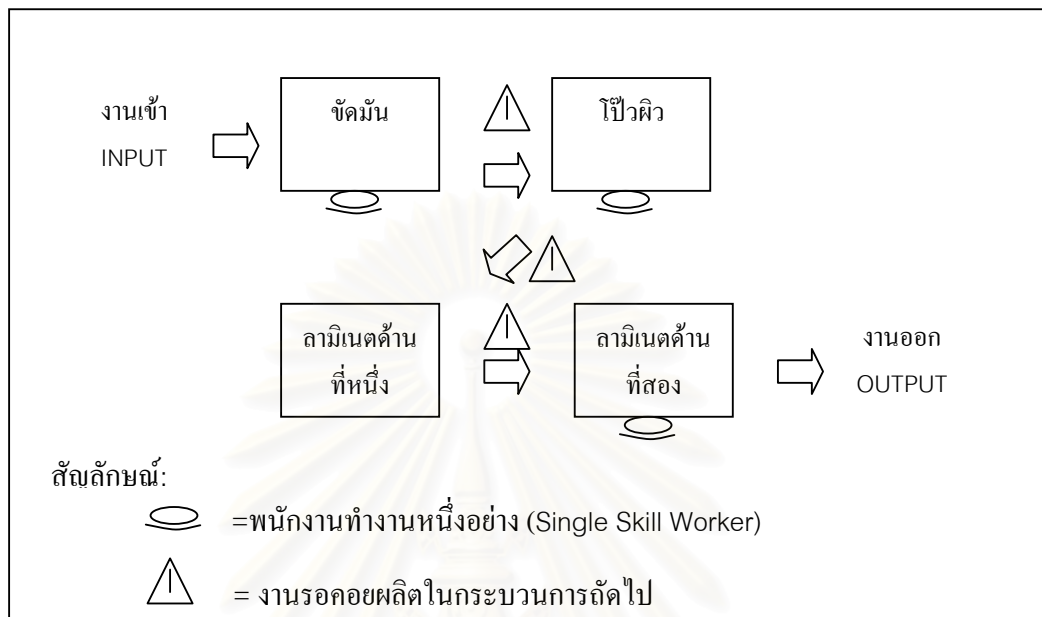 งานเข้า
INPUT
ขัดมัน
โป๊วผิว
ลามิเนตด้าน
ที่หนึ่ง
ลามิเนตด้าน
ที่สอง
งานออก
OUTPUT
สัญลักษณ์:
=พนักงานทำงานหนึ่งอย่าง (Single Skill Worker)
= งานรอคอยผลิตในกระบวนการถัดไป